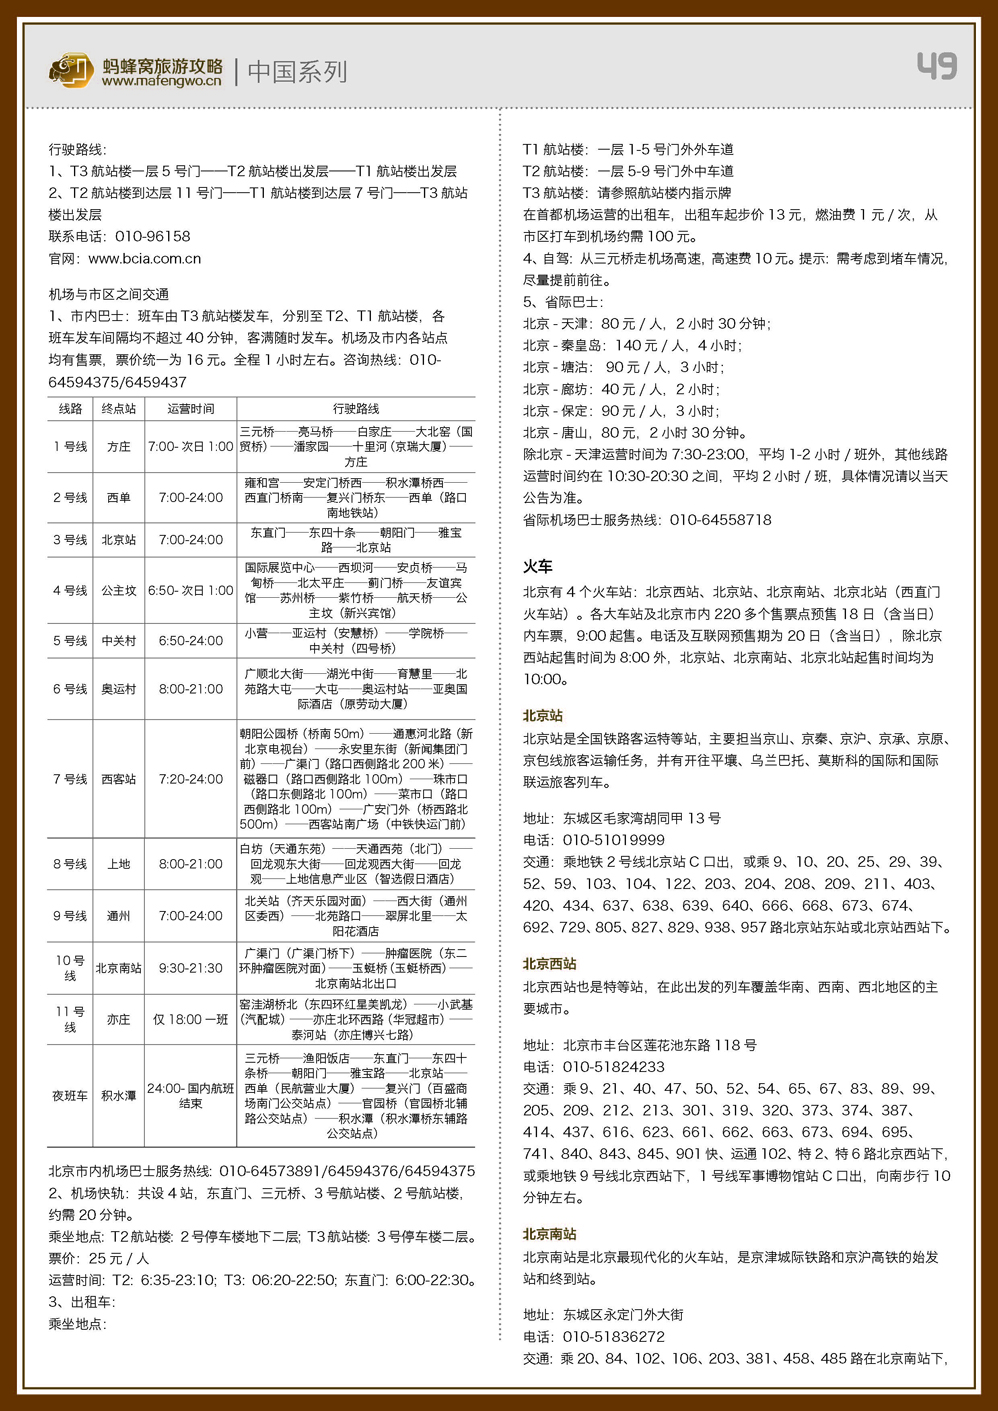 蚂蜂窝旅游攻略
www.mafengwo.cn
中国系列
49
行驶路线：
1、T3 航站楼一层 5 号门——T2 航站楼出发层——T1 航站楼出发层
2、T2 航站楼到达层 11 号门——T1 航站楼到达层 7 号门——T3 航站
楼出发层
联系电话：010-96158
官网：www.bcia.com.cn
机场与市区之间交通
1、市内巴士：班车由 T3 航站楼发车，分别至 T2、T1 航站楼，各
班车发车间隔均不超过 40 分钟，客满随时发车。机场及市内各站点
均有售票，票价统一为 16 元。全程 1 小时左右。咨询热线：010-
64594375/6459437
线路 终点站 运营时间 行驶路线
1 号线 方庄 7:00- 次日 1:00 三元桥——亮马桥——白家庄——大北窑（国
贸桥）——潘家园——十里河（京瑞大厦）——
方庄
2 号线 西单 7:00-24:00 雍和宫——安定门桥西——积水潭桥西——
西直门桥南——复兴门桥东——西单（路口
南地铁站）
3 号线 北京站 7:00-24:00 东直门——东四十条——朝阳门——雅宝
路——北京站
4 号线 公主坟 6:50- 次日 1:00 国际展览中心——西坝河——安贞桥——马
甸桥——北太平庄——蓟门桥——友谊宾
馆——苏州桥——紫竹桥——航天桥——公
主坟（新兴宾馆）
5 号线 中关村 6:50-24:00 小营——亚运村（安慧桥）——学院桥——
中关村（四号桥）
6 号线 奥运村 8:00-21:00 广顺北大街——湖光中街——育慧里——北
苑路大屯——大屯——奥运村站——亚奥国
际酒店（原劳动大厦）
7 号线 西客站 7:20-24:00 朝阳公园桥（桥南 50m）——通惠河北路（新
北京电视台）——永安里东街（新闻集团门
前）——广渠门（路口西侧路北 200 米）——
磁器口（路口西侧路北 100m）——珠市口
（路口东侧路北 100m）——菜市口（路口
西侧路北 100m）——广安门外（桥西路北
500m）——西客站南广场（中铁快运门前）
8 号线 上地 8:00-21:00 白坊（天通东苑）——天通西苑（北门）——
回龙观东大街——回龙观西大街——回龙
观——上地信息产业区（智选假日酒店）
9 号线 通州 7:00-24:00 北关站（齐天乐园对面）——西大街（通州
区委西）——北苑路口——翠屏北里——太
阳花酒店
10 号
线 北京南站 9:30-21:30 广渠门（广渠门桥下）——肿瘤医院（东二
环肿瘤医院对面）——玉蜓桥（玉蜓桥西）——
北京南站北出口
11 号
线 亦庄 仅 18:00 一班 窑洼湖桥北（东四环红星美凯龙）——小武基
（汽配城）——亦庄北环西路（华冠超市）——
泰河站（亦庄博兴七路）
夜班车 积水潭 24:00- 国内航班
结束 三元桥——渔阳饭店——东直门——东四十
条桥——朝阳门——雅宝路——北京站——
西单（民航营业大厦）——复兴门（百盛商
场南门公交站点）——官园桥（官园桥北辅
路公交站点）——积水潭（积水潭桥东辅路
公交站点）
北京市内机场巴士服务热线：010-64573891/64594376/64594375
2、机场快轨：共设 4 站，东直门、三元桥、3 号航站楼、2 号航站楼，
约需 20 分钟。
乘坐地点：T2 航站楼：2 号停车楼地下二层；T3 航站楼：3 号停车楼二层。
票价：25 元 / 人
运营时间：T2：6:35-23:10；T3：06:20-22:50；东直门：6:00-22:30。
3、出租车：
乘坐地点：
T1 航站楼：一层 1-5 号门外外车道
T2 航站楼：一层 5-9 号门外中车道
T3 航站楼：请参照航站楼内指示牌
在首都机场运营的出租车，出租车起步价 13 元，燃油费 1 元 / 次，从
市区打车到机场约需 100 元。
4、自驾：从三元桥走机场高速，高速费 10 元。提示：需考虑到堵车情况，
尽量提前前往。
5、省际巴士：
北京 - 天津：80 元 / 人，2 小时 30 分钟；
北京 - 秦皇岛：140 元 / 人，4 小时；
北京 - 塘沽： 90 元 / 人，3 小时；
北京 - 廊坊：40 元 / 人，2 小时；
北京 - 保定：90 元 / 人，3 小时；
北京 - 唐山，80 元，2 小时 30 分钟。
除北京 - 天津运营时间为 7:30-23:00，平均 1-2 小时 / 班外，其他线路
运营时间约在 10:30-20:30 之间，平均 2 小时 / 班，具体情况请以当天
公告为准。
省际机场巴士服务热线：010-64558718
火车
北京有 4 个火车站：北京西站、北京站、北京南站、北京北站（西直门
火车站）。各大车站及北京市内 220 多个售票点预售 18 日（含当日）
内车票，9:00 起售。电话及互联网预售期为 20 日（含当日），除北京
西站起售时间为 8:00 外，北京站、北京南站、北京北站起售时间均为
10:00。
北京站
北京站是全国铁路客运特等站，主要担当京山、京秦、京沪、京承、京原、
京包线旅客运输任务，并有开往平壤、乌兰巴托、莫斯科的国际和国际
联运旅客列车。
地址：东城区毛家湾胡同甲 13 号
电话：010-51019999
交通：乘地铁 2 号线北京站 C 口出，或乘 9、10、20、25、29、39、
52、59、103、104、122、203、204、208、209、211、403、
420、434、637、638、639、640、666、668、673、674、
692、729、805、827、829、938、957 路北京站东站或北京站西站下。
北京西站
北京西站也是特等站，在此出发的列车覆盖华南、西南、西北地区的主
要城市。
地址：北京市丰台区莲花池东路 118 号
电话：010-51824233
交通：乘 9、21、40、47、50、52、54、65、67、83、89、99、
205、209、212、213、301、319、320、373、374、387、
414、437、616、623、661、662、663、673、694、695、
741、840、843、845、901 快、运通 102、特 2、特 6 路北京西站下，
或乘地铁 9 号线北京西站下，1 号线军事博物馆站 C 口出，向南步行 10
分钟左右。
北京南站
北京南站是北京最现代化的火车站，是京津城际铁路和京沪高铁的始发
站和终到站。
地址：东城区永定门外大街
电话：010-51836272
交通：乘 20、84、102、106、203、381、458、485 路在北京南站下，